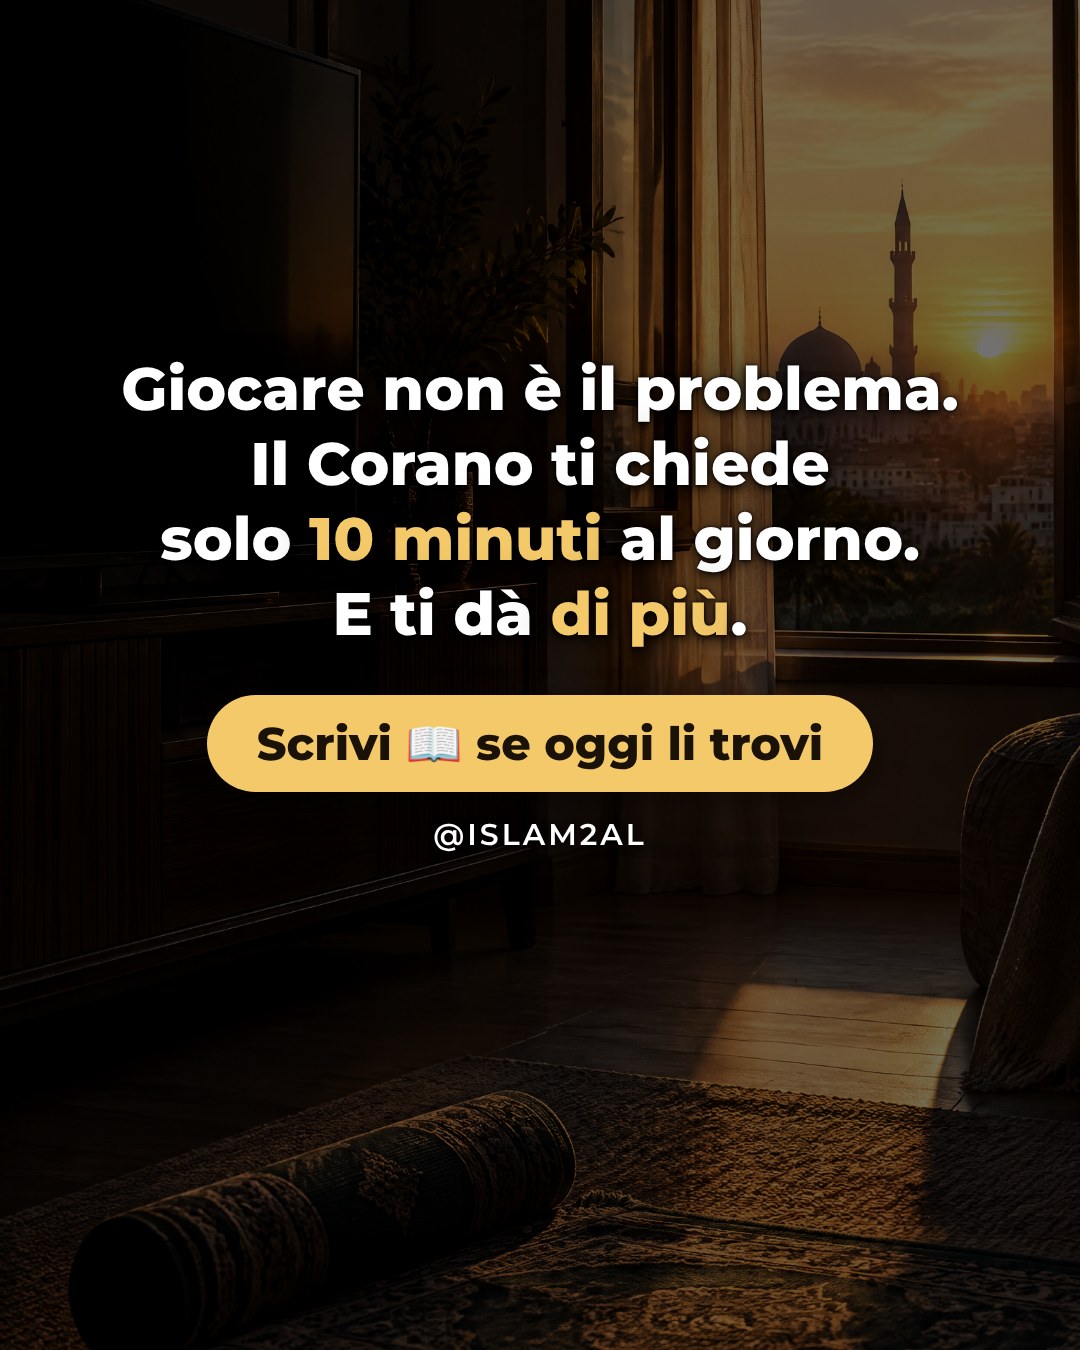 Giocare non è il problema.
Il Corano ti chiede
solo 10 minuti al giorno.
E ti dà di più.
Scrivi 📖 se oggi li trovi
@ISLAM2AL